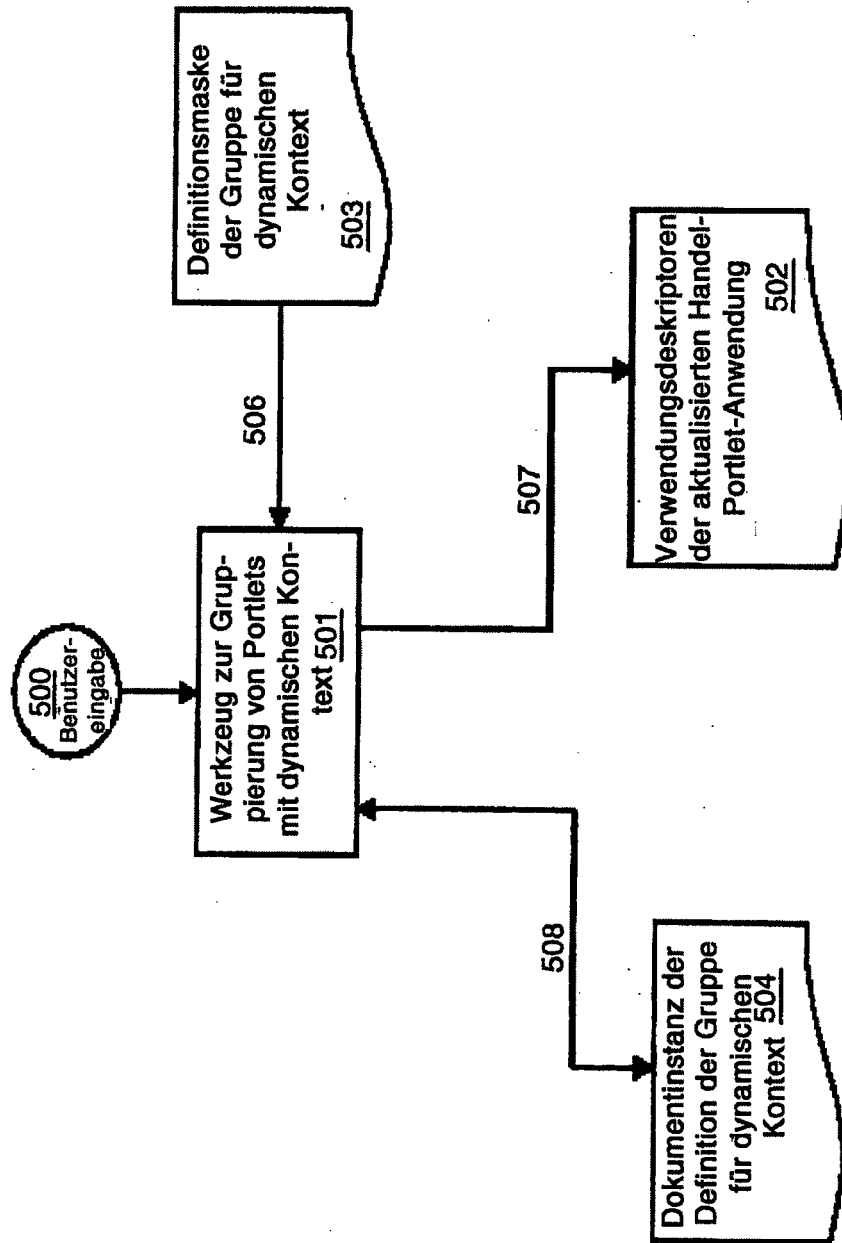 500
Benutzer-
eingabe
Werkzeug zur Grup-
pierung von Portlets
mit dynamischen Kon-
text 501
506
Definitionsmaske
der Gruppe für
dynamischen
Kontext
503
508
507
Dokumentinstanz der
Definition der Gruppe
für dynamischen
Kontext 504
Verwendungsdeskriptoren
der aktualisierten Handel-
Portlet-Anwendung
502